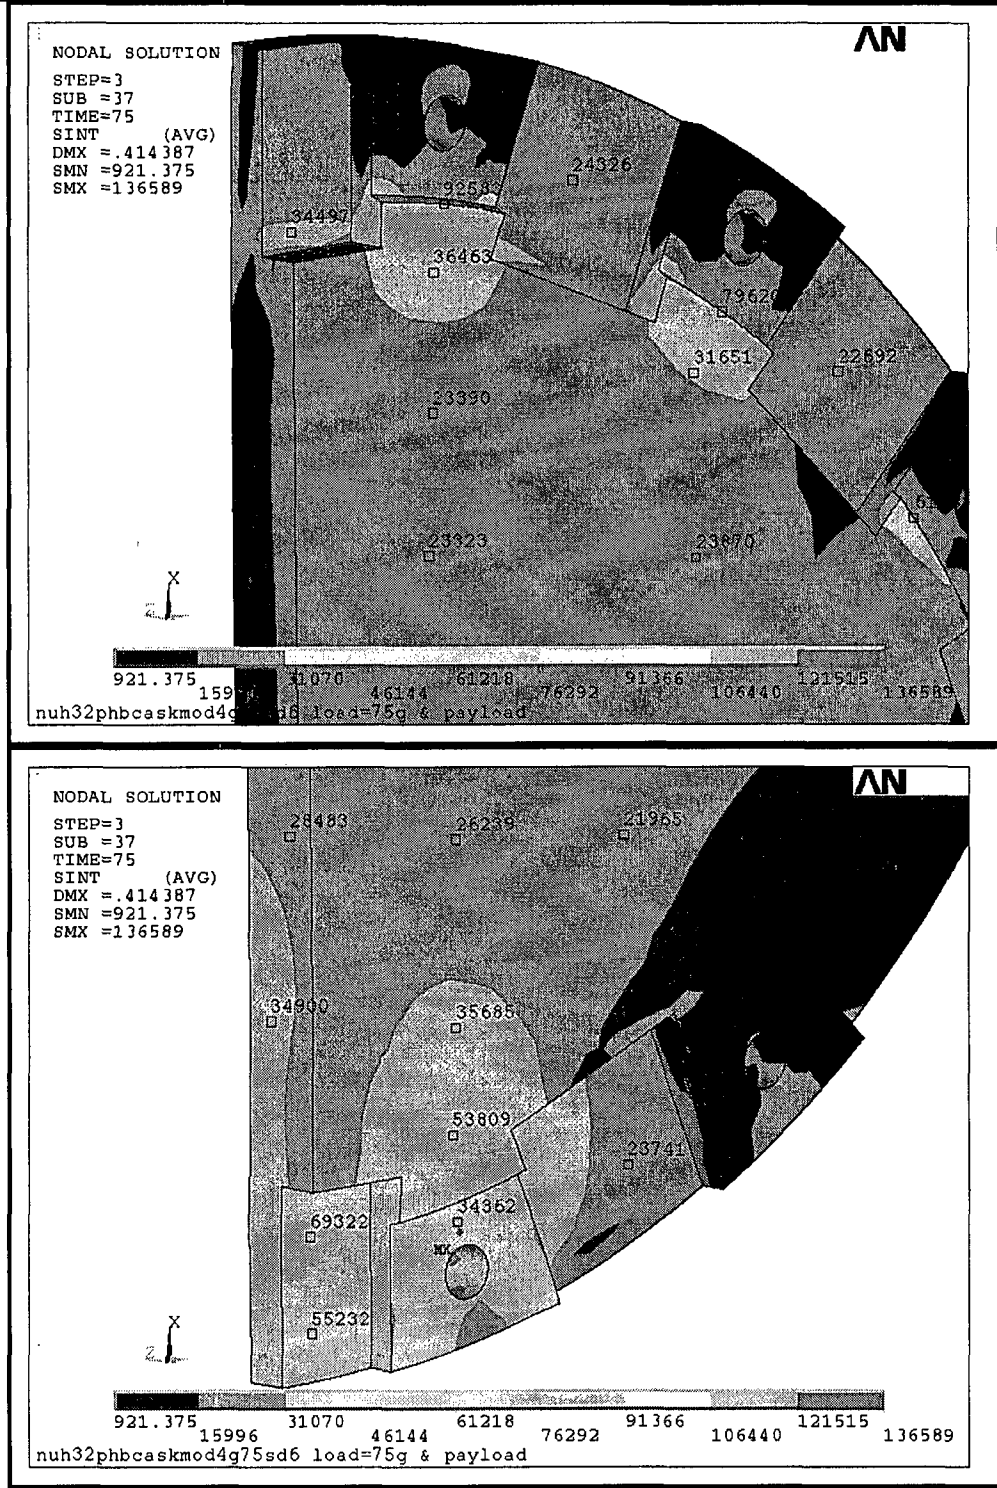 AN
NODAL SOLUTION
STEP=3
SUB =37
TIME=75
SINT (AVG)
DMX =.414387
SMN =921.375
SMX =136589
24326
9258
34497
36463
7962
31651
22692
23390
61
23323
23870
X
Z
921.375 31070 61218 91366 121515
46144 76292 106440 136589
load=75g & payload
AN
NODAL SOLUTION
STEP=3
SUB =37
TIME=75
SINT (AVG)
DMX =.414387
SMN =921.375
SMX =136589
28483
26239
21965
34900
35685
53809
23741
34362
69322
MX
55232
X
Z
921.375 31070 61218 91366 121515
15996 46144 76292 106440 136589
nuh32phbcaskmod4g75sd6 load=75g & payload